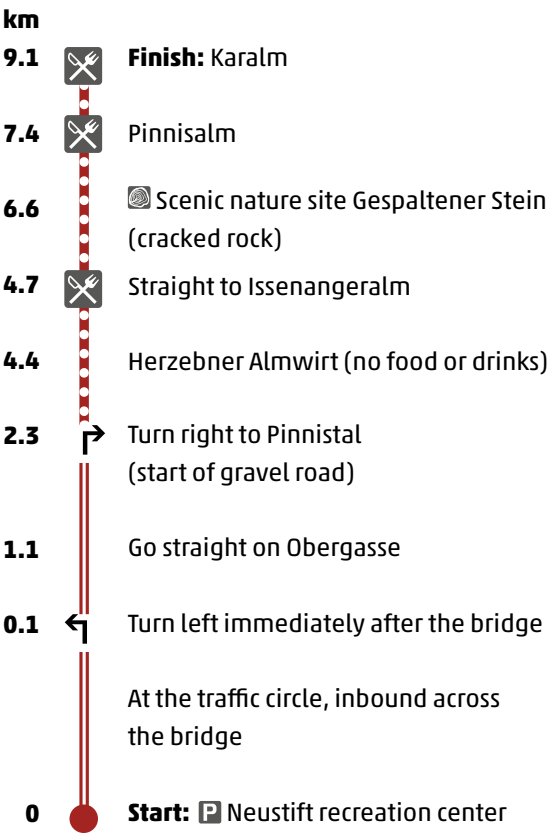 km
9.1 Finish: Karalm
7.4 Pinnisalm
6.6 Scenic nature site Gespaltener Stein
(cracked rock)
4.7 Straight to Issenangeralm
4.4 Herzebner Almwirt (no food or drinks)
2.3 Turn right to Pinnistal
(start of gravel road)
1.1 Go straight on Obergasse
0.1 Turn left immediately after the bridge
At the traffic circle, inbound across
the bridge
0 Start: P Neustift recreation center